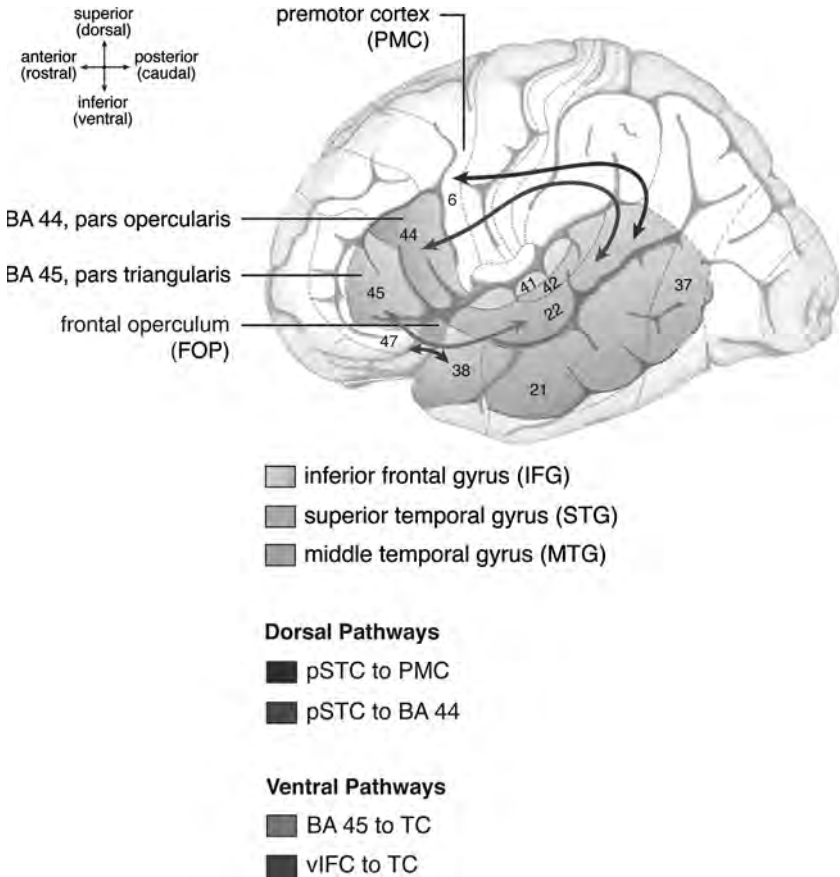 superior
(dorsal)
anterior
(rostral)
posterior
(caudal)
inferior
(ventral)
premotor cortex
(PMC)
BA 44, pars opercularis
BA 45, pars triangularis
frontal operculum
(FOP)
6
44
45
47
41
42
22
38
21
37
inferior frontal gyrus (IFG)
superior temporal gyrus (STG)
middle temporal gyrus (MTG)
Dorsal Pathways
pSTC to PMC
pSTC to BA 44
Ventral Pathways
BA 45 to TC
vIFC to TC